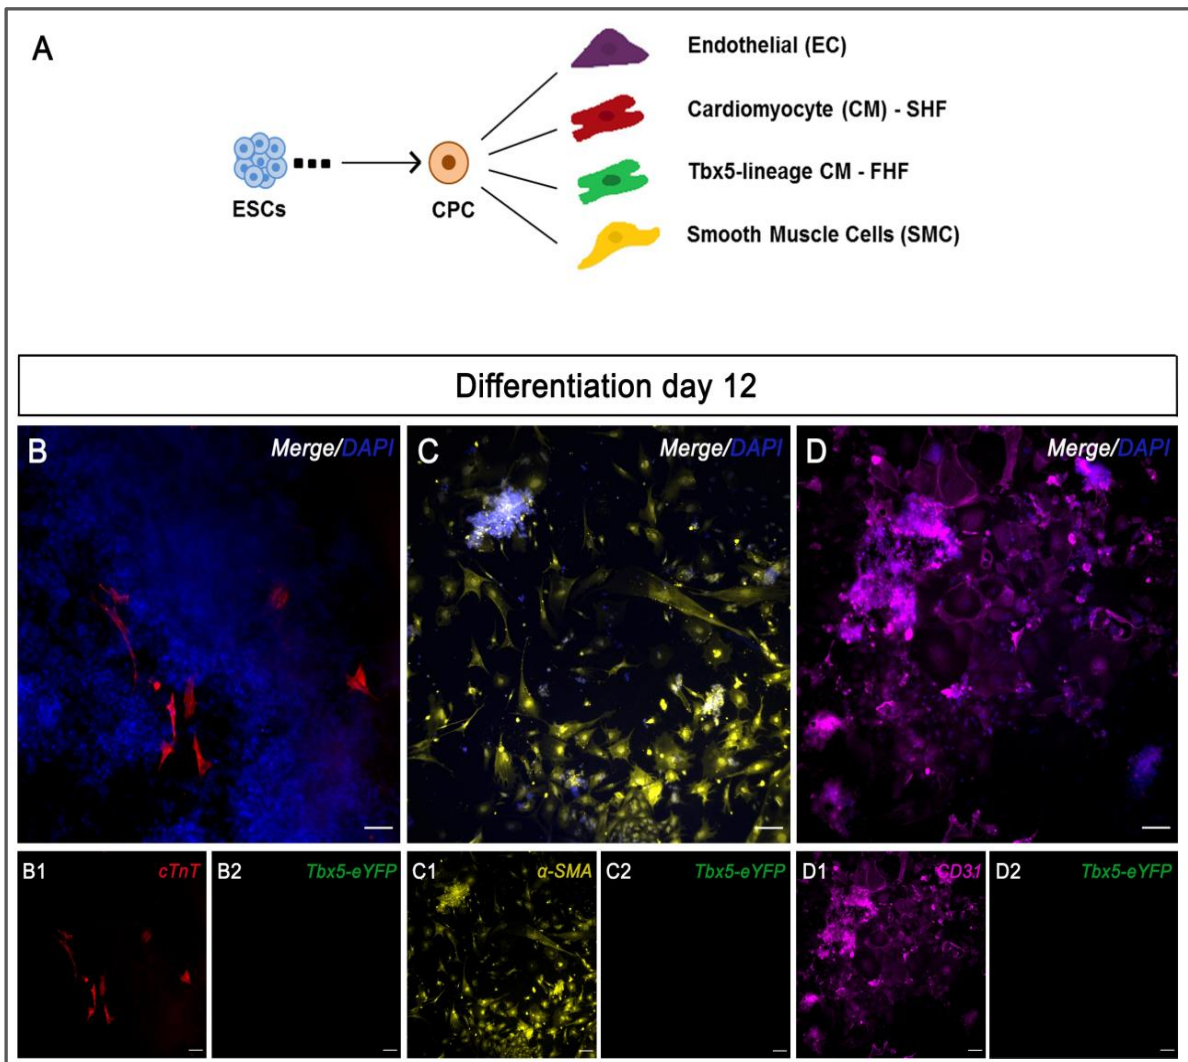 A
Endothelial (EC)
Cardiomyocyte (CM) - SHF
Tbx5-lineage CM - FHF
Smooth Muscle Cells (SMC)
ESCs
CPC
Differentiation day 12
B
Merge/DAPI
C
Merge/DAPI
D
Merge/DAPI
B1
cTnT
B2
Tbx5-eYFP
C1
α-SMA
C2
Tbx5-eYFP
D1
CD31
D2
Tbx5-eYFP